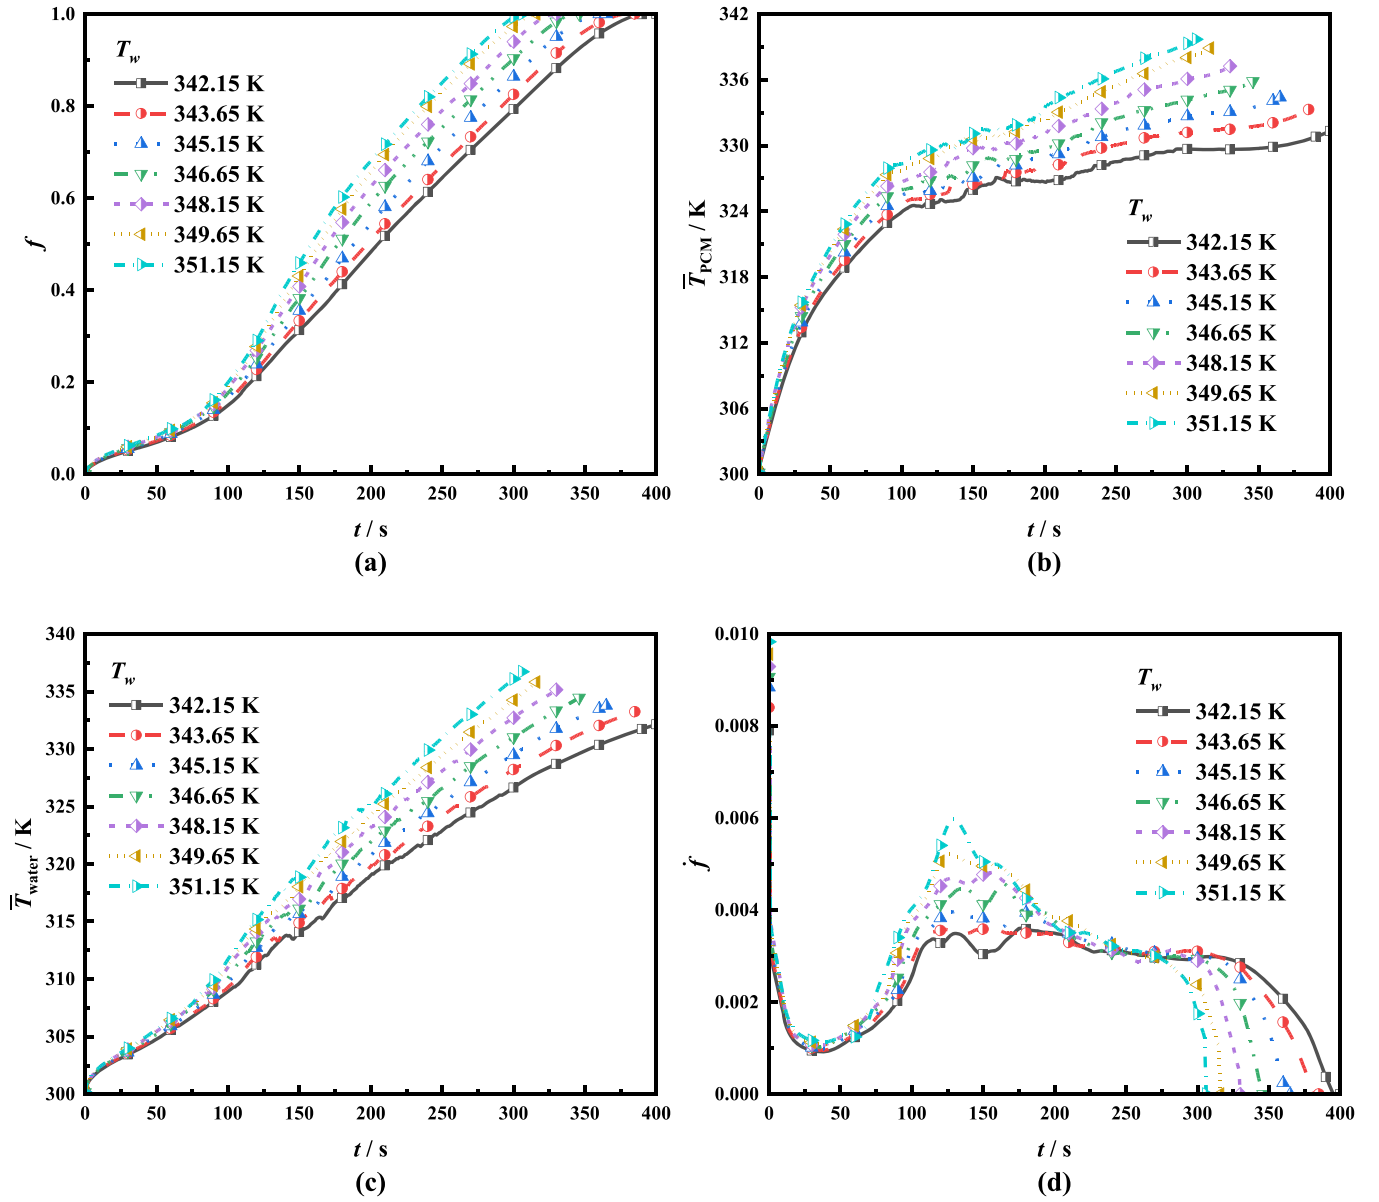 1.0
0.8
0.6
0.4
0.2
0.0
f
T_w
342.15 K
343.65 K
345.15 K
346.65 K
348.15 K
349.65 K
351.15 K
0 50 100 150 200 250 300 350 400
t / s
(a)
342
336
330
324
318
312
306
300
T̿_PCM / K
T_w
342.15 K
343.65 K
345.15 K
346.65 K
348.15 K
349.65 K
351.15 K
0 50 100 150 200 250 300 350 400
t / s
(b)
340
335
330
325
320
315
310
305
300
T̿_water / K
T_w
342.15 K
343.65 K
345.15 K
346.65 K
348.15 K
349.65 K
351.15 K
0 50 100 150 200 250 300 350 400
t / s
(c)
0.010
0.008
0.006
0.004
0.002
0.000
ḟ
T_w
342.15 K
343.65 K
345.15 K
346.65 K
348.15 K
349.65 K
351.15 K
0 50 100 150 200 250 300 350 400
t / s
(d)